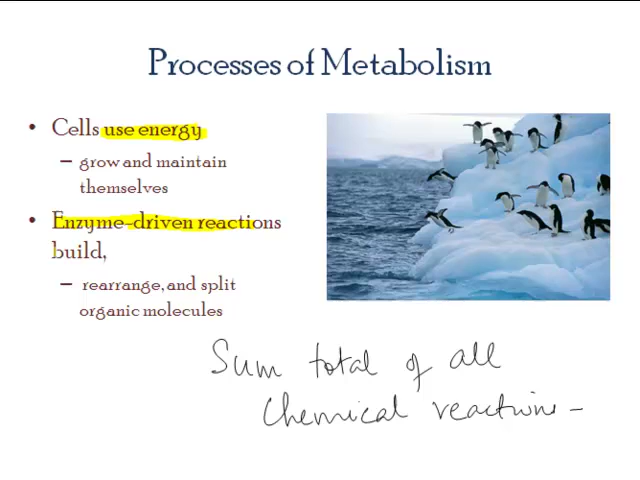 Processes of Metabolism
• Cells use energy
– grow and maintain
themselves
• Enzyme-driven reactions
build,
– rearrange, and split
organic molecules
Sum total of all
Chemical reactions –